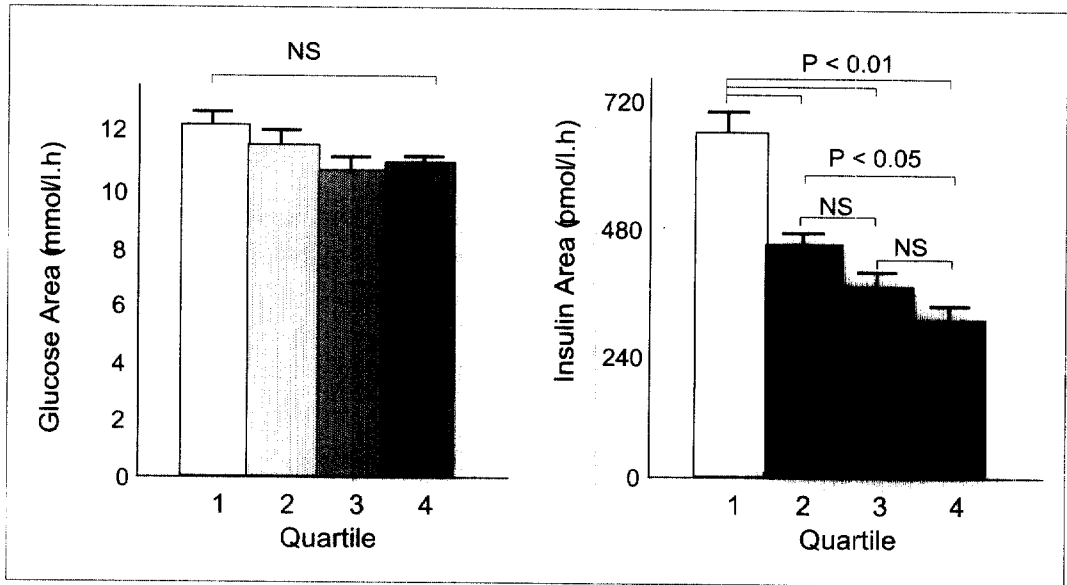 NS
12
10
8
6
4
2
0
Glucose Area (mmol/l.h)
1 2 3 4
Quartile
P < 0.01
720
P < 0.05
NS
480
NS
240
0
Insulin Area (pmol/l.h)
1 2 3 4
Quartile